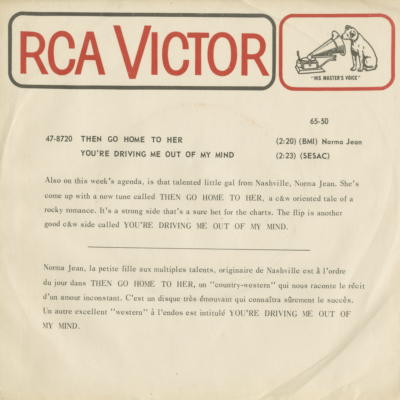 RCA VICTOR
"HIS MASTER'S VOICE"
65-50
47-8720 THEN GO HOME TO HER (2:20) (BMI) Norma Jean
YOU'RE DRIVING ME OUT OF MY MIND (2:23) (SESAC)
Also on this week's agenda, is that talented little gal from Nashville, Norma Jean. She's
come up with a new tune called THEN GO HOME TO HER, a c&w oriented tale of a
rocky romance. It's a strong side that's a sure bet for the charts. The flip is another
good c&w side called YOU'RE DRIVING ME OUT OF MY MIND.
Norma Jean, la petite fille aux multiples talents, originaire de Nashville est à l'ordre
du jour dans THEN GO HOME TO HER, un "country-western" qui nous raconte le récit
d'un amour inconstant. C'est un disque très émouvant qui connaîtra sûrement le succès.
Un autre excellent "western" à l'endos est intitulé YOU'RE DRIVING ME OUT OF
MY MIND.